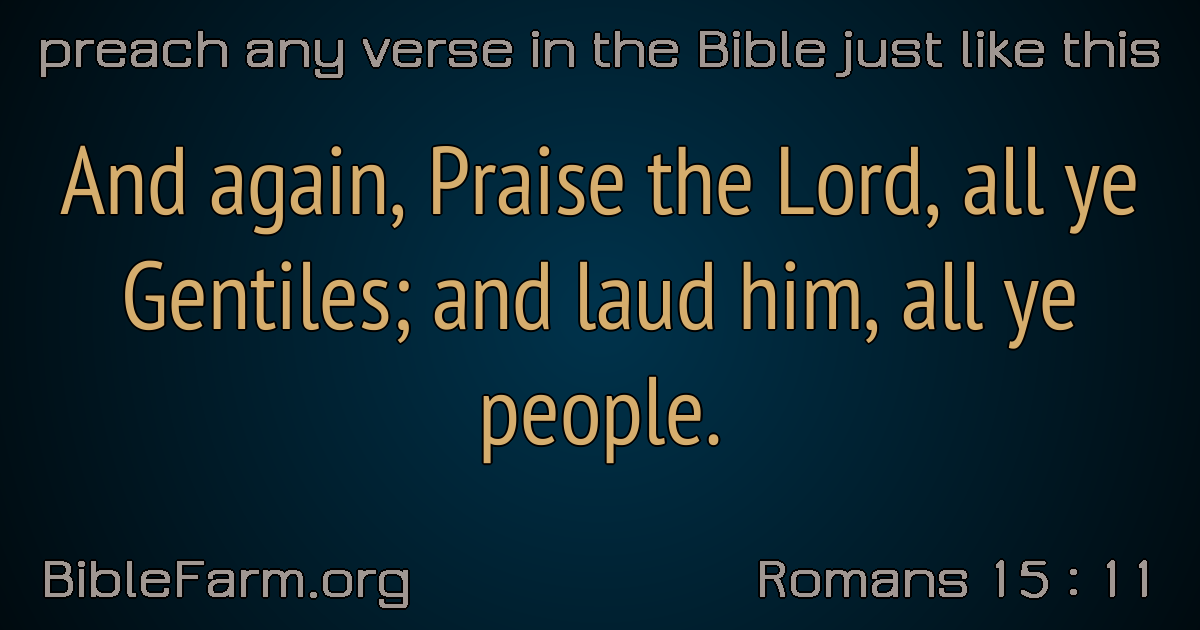 preach any verse in the Bible just like this
And again, Praise the Lord, all ye
Gentiles; and laud him, all ye
people.
BibleFarm.org
Romans 15 : 11